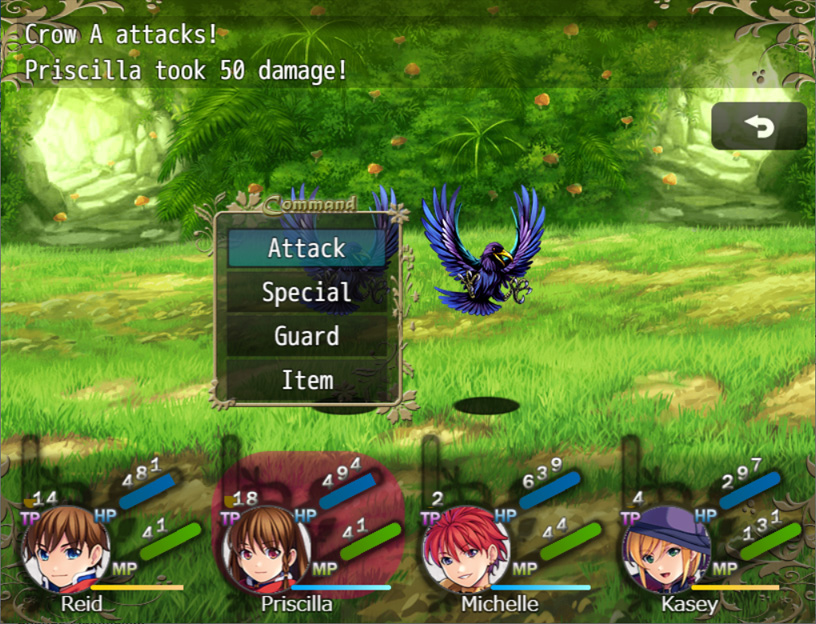 Crow A attacks!
Priscilla took 50 damage!
Command
Attack
Special
Guard
Item
14 TP 481 HP 41 MP
18 TP 494 HP 41 MP
2 TP 639 HP 44 MP
4 TP 297 HP 131 MP
Reid Priscilla Michelle Kasey